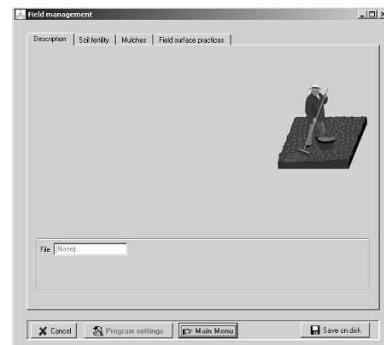 Field management
Description
Soil fertility
Mulches
Field surface practices
File
(None)
Cancel
Program settings
Main Menu
Save on disk